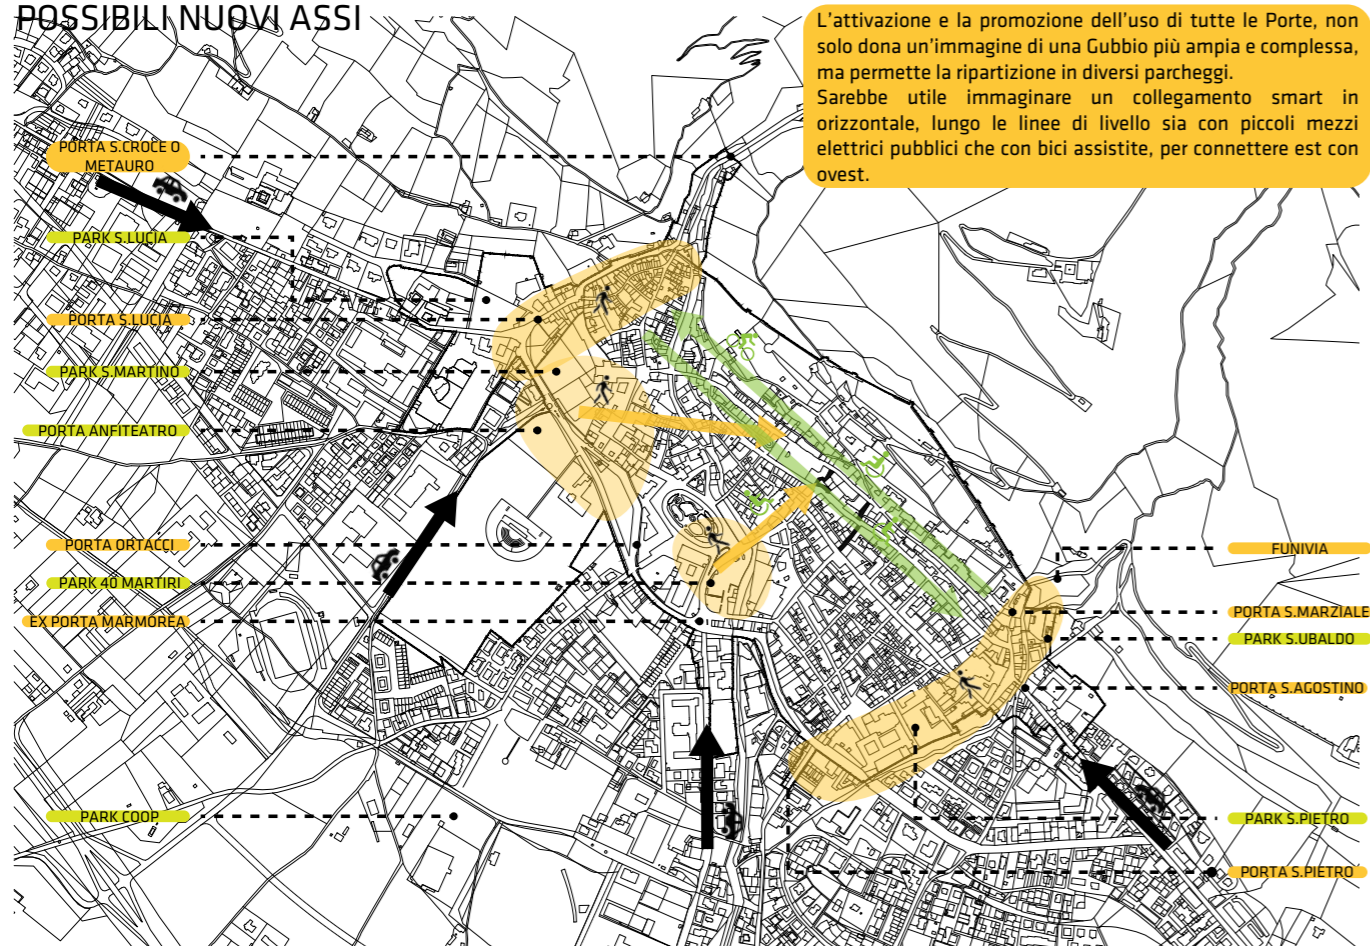 POSSIBILI NUOVI ASSI
L'attivazione e la promozione dell'uso di tutte le Porte, non
solo dona un'immagine di una Gubbio più ampia e complessa,
ma permette la ripartizione in diversi parcheggi.
Sarebbe utile immaginare un collegamento smart in
orizzontale, lungo le linee di livello sia con piccoli mezzi
elettrici pubblici che con bici assistite, per connettere est con
ovest.
PORTA S.CROCE O
METAURO
PARK S.LUCIA
PORTA S.LUCIA
PARK S.MARTINO
PORTA ANFITEATRO
PORTA ORTACCI
PARK 40 MARTIRI
EX PORTA MARMOREA
PARK COOP
FUNIVIA
PORTA S.MARZIALE
PARK S.UBALDO
PORTA S.AGOSTINO
PARK S.PIETRO
PORTA S.PIETRO